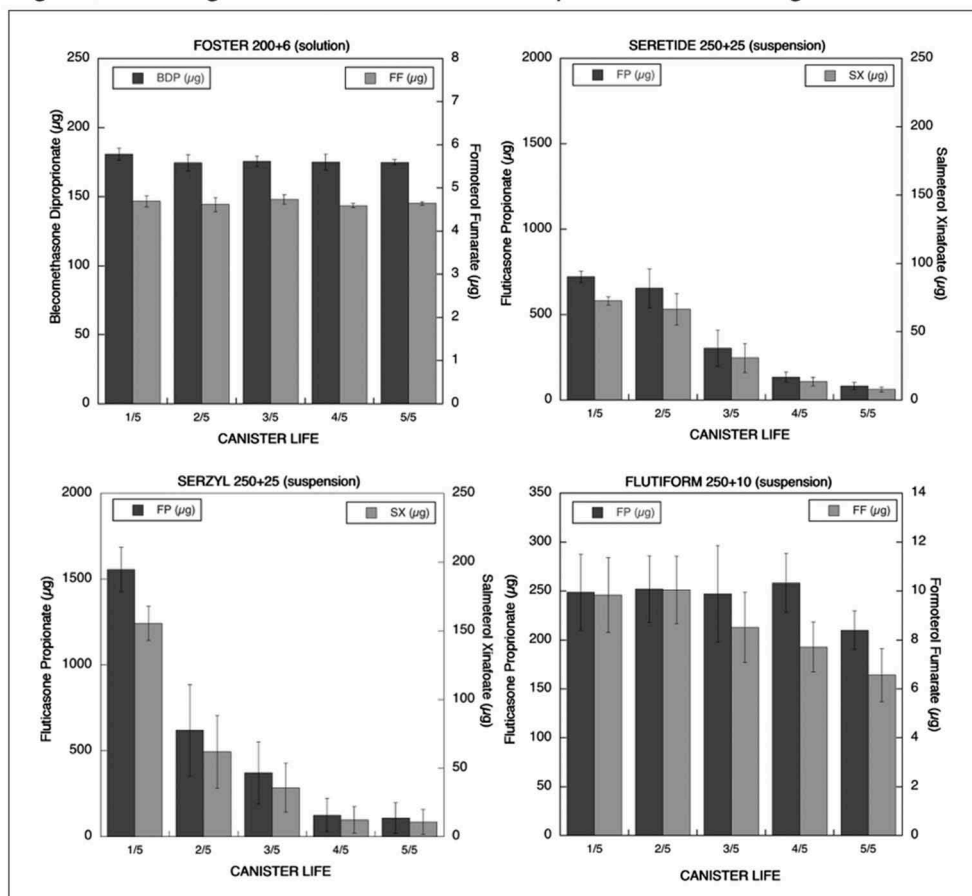 FOSTER 200+6 (solution)
BDP (µg)
FF (µg)
Blecomethasone Diproprionate (µg)
250
200
150
100
50
0
8
7
6
5
4
3
2
1
0
Formoterol Fumarate (µg)
1/5 2/5 3/5 4/5 5/5
CANISTER LIFE
SERETIDE 250+25 (suspension)
FP (µg)
SX (µg)
Fluticasone Propionate (µg)
2000
1500
1000
500
0
250
200
150
100
50
0
Salmeterol Xinafoate (µg)
1/5 2/5 3/5 4/5 5/5
CANISTER LIFE
SERZYL 250+25 (suspension)
FP (µg)
SX (µg)
Fluticasone Propionate (µg)
2000
1500
1000
500
0
250
200
150
100
50
0
Salmeterol Xinafoate (µg)
1/5 2/5 3/5 4/5 5/5
CANISTER LIFE
FLUTIFORM 250+10 (suspension)
FP (µg)
FF (µg)
Fluticasone Proprionate (µg)
350
300
250
200
150
100
50
0
14
12
10
8
6
4
2
0
Formoterol Fumarate (µg)
1/5 2/5 3/5 4/5 5/5
CANISTER LIFE